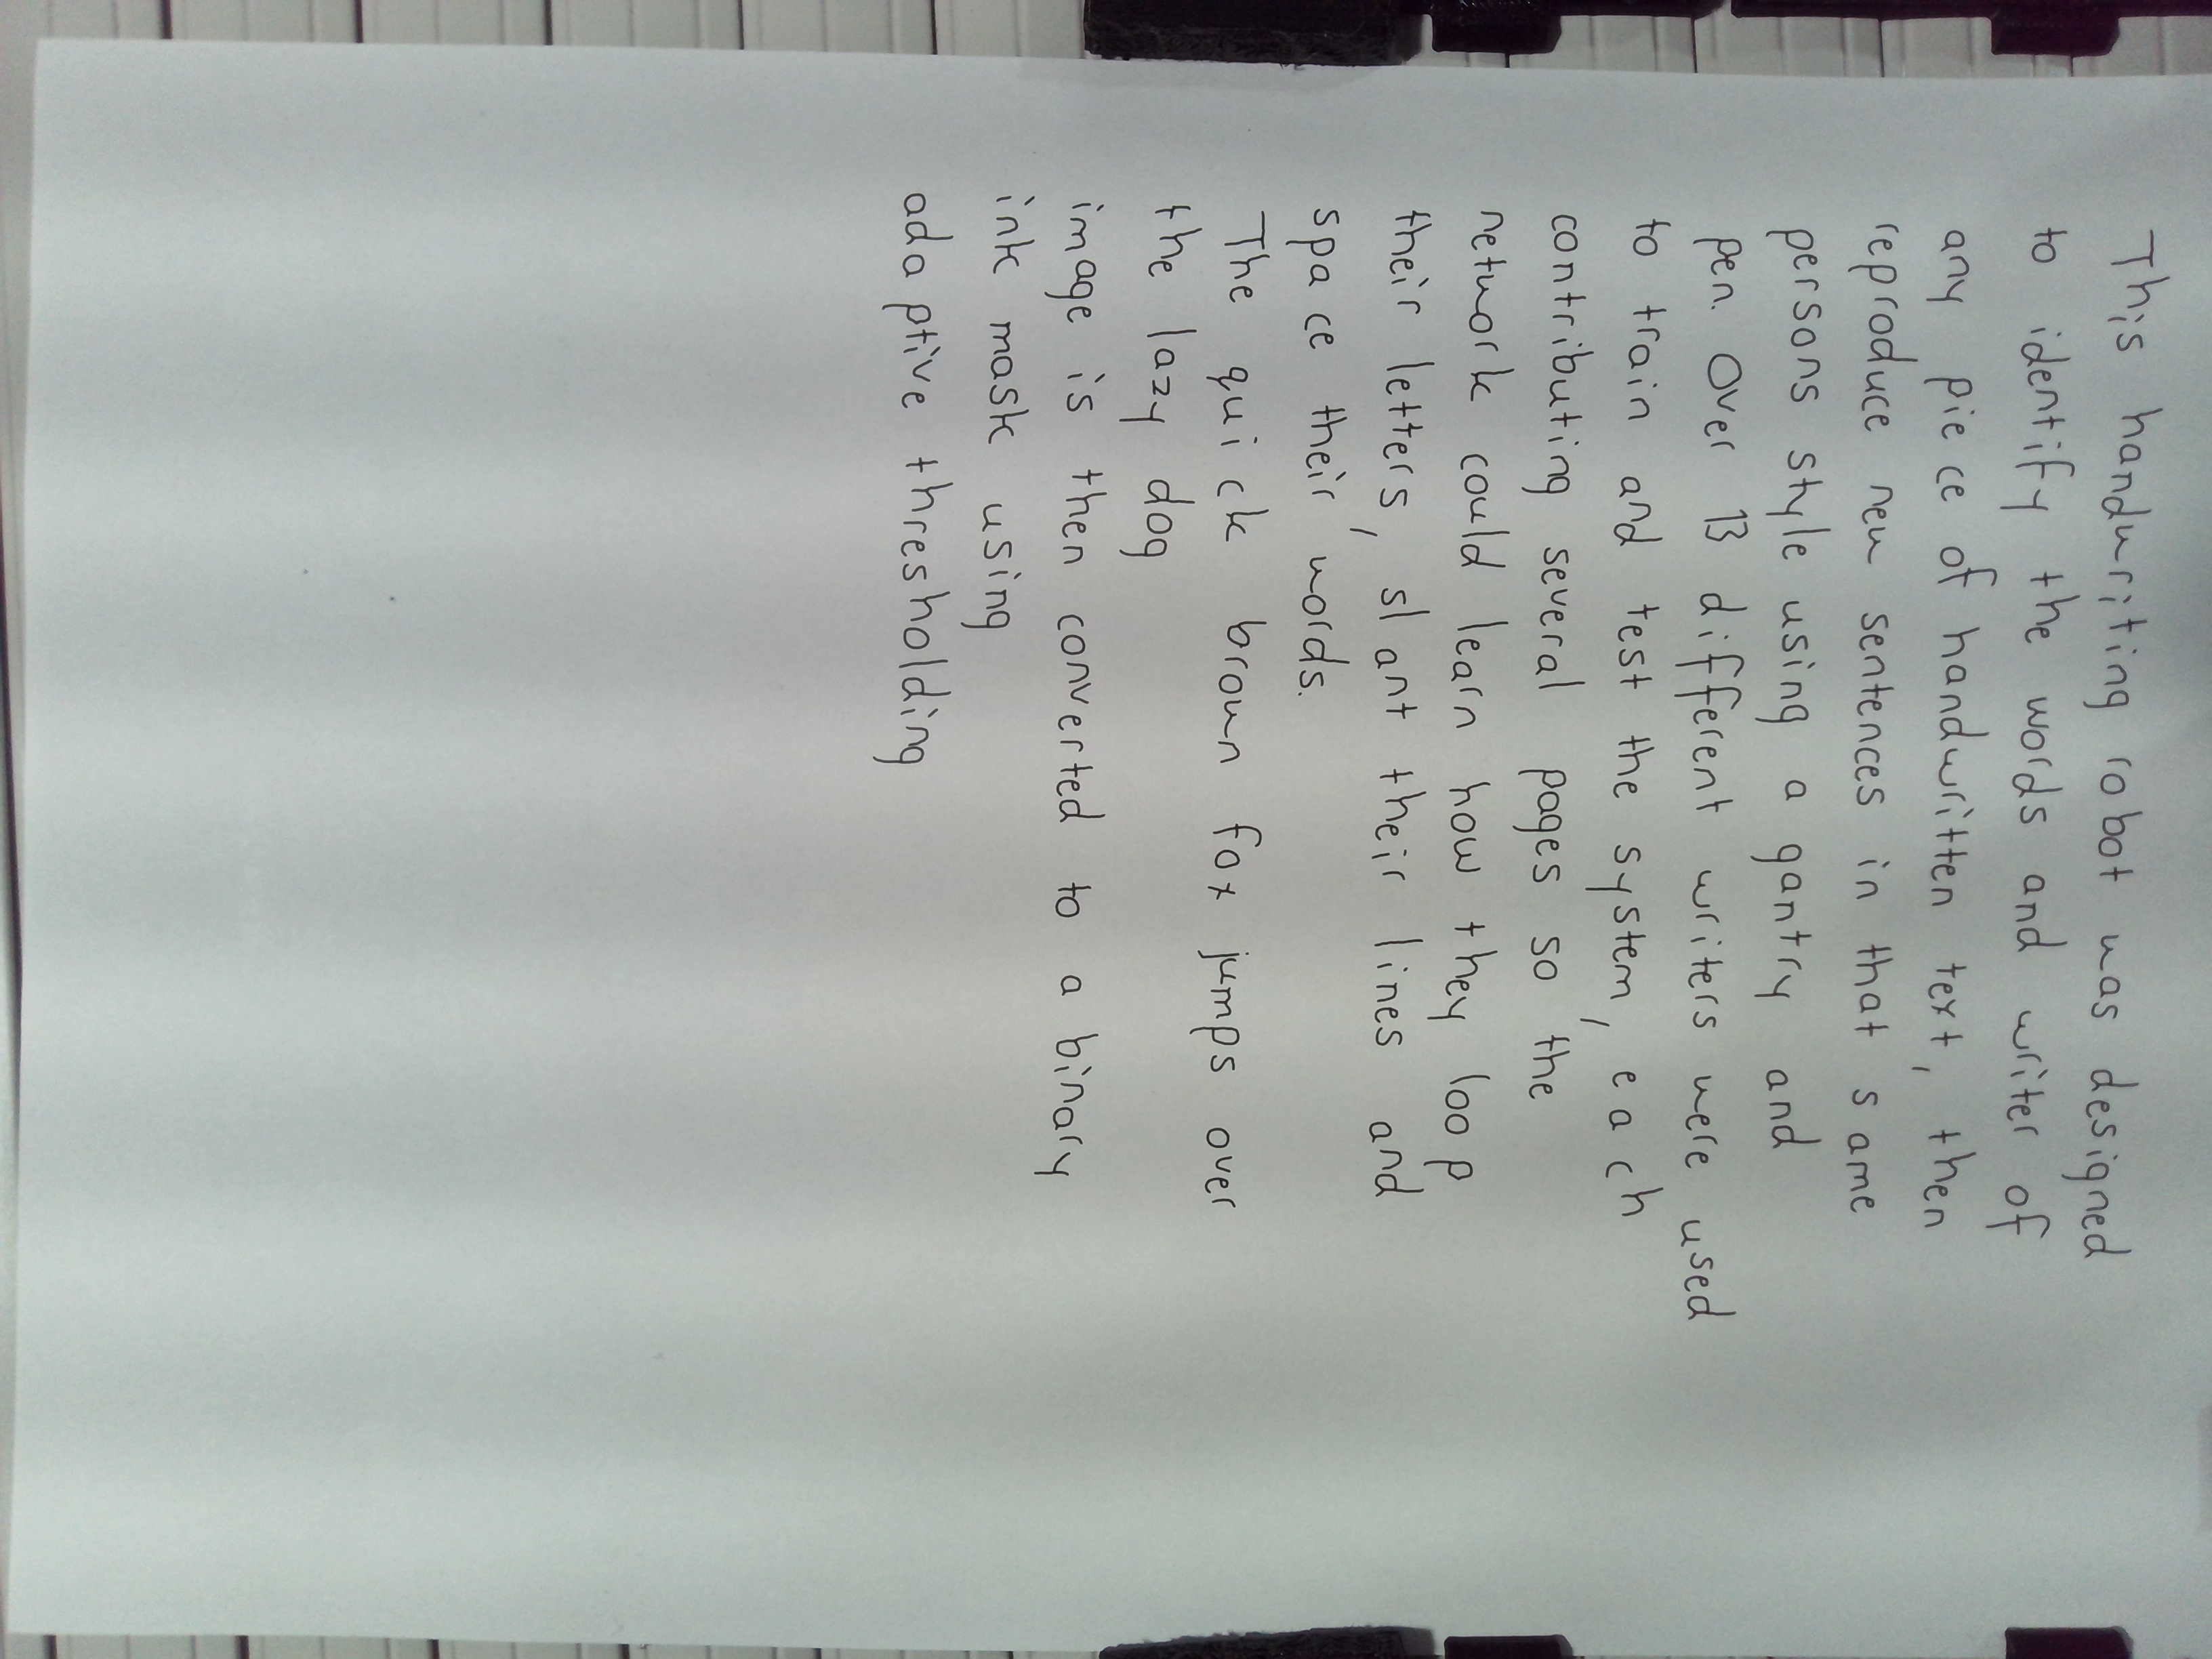 This handwriting robot was designed
to identify the words and writer of
any piece of handwritten text, then
reproduce new sentences in that same
persons style using a gantry and
pen. Over 13 different writers were used
to train and test the system, each
contributing several pages so the
network could learn how they loop
their letters, slant their lines and
space their words.
The quick brown fox jumps over
the lazy dog
image is then converted to a binary
ink mask using
adaptive thresholding